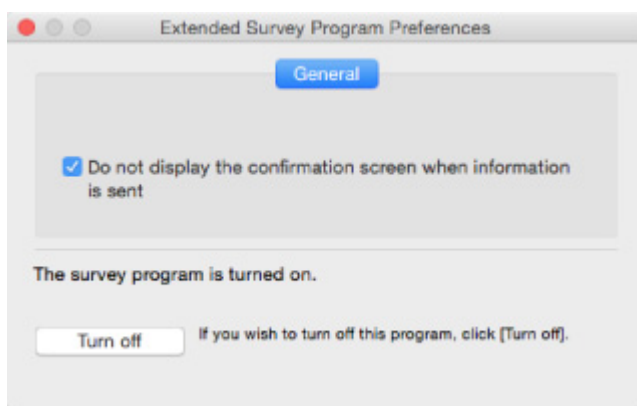 Extended Survey Program Preferences
General
Do not display the confirmation screen when information
is sent
The survey program is turned on.
Turn off
If you wish to turn off this program, click [Turn off].